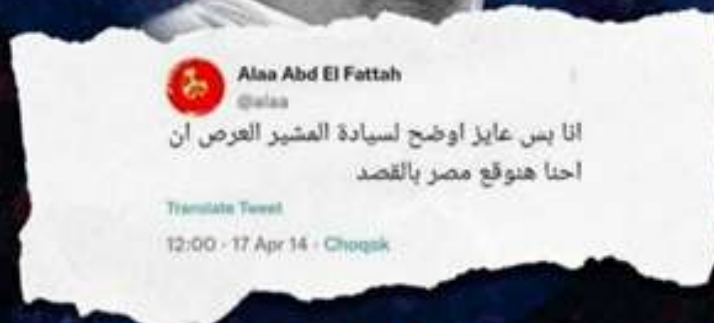 Alaa Abd El Fattah
@alaa
انا بس عايز اوضح لسيادة المشير العرص ان
احنا هنوقع مصر بالقصد
Translate Tweet
12:00 - 17 Apr 14 - Choqok